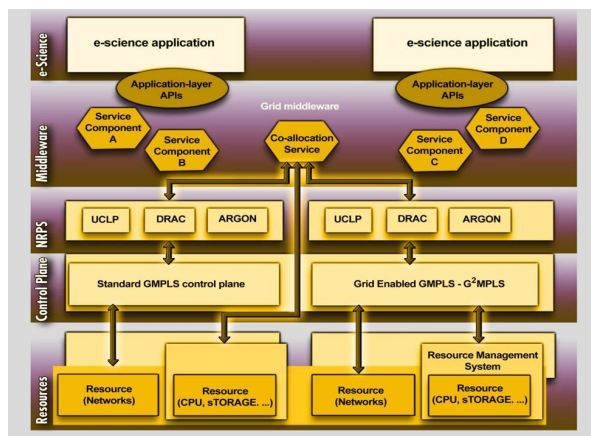 e-Science
e-science application
e-science application
Application-layer
APIs
Application-layer
APIs
Middleware
Grid middleware
Service
Component
A
Service
Component
B
Co-allocation
Service
Service
Component
C
Service
Component
D
NRPS
UCLP
DRAC
ARGON
UCLP
DRAC
ARGON
Control Plane
Standard GMPLS control plane
Grid Enabled GMPLS - G²MPLS
Resources
Resource
(Networks)
Resource
(CPU, sTORAGE. ...)
Resource
(Networks)
Resource Management
System
Resource
(CPU, sTORAGE. ...)